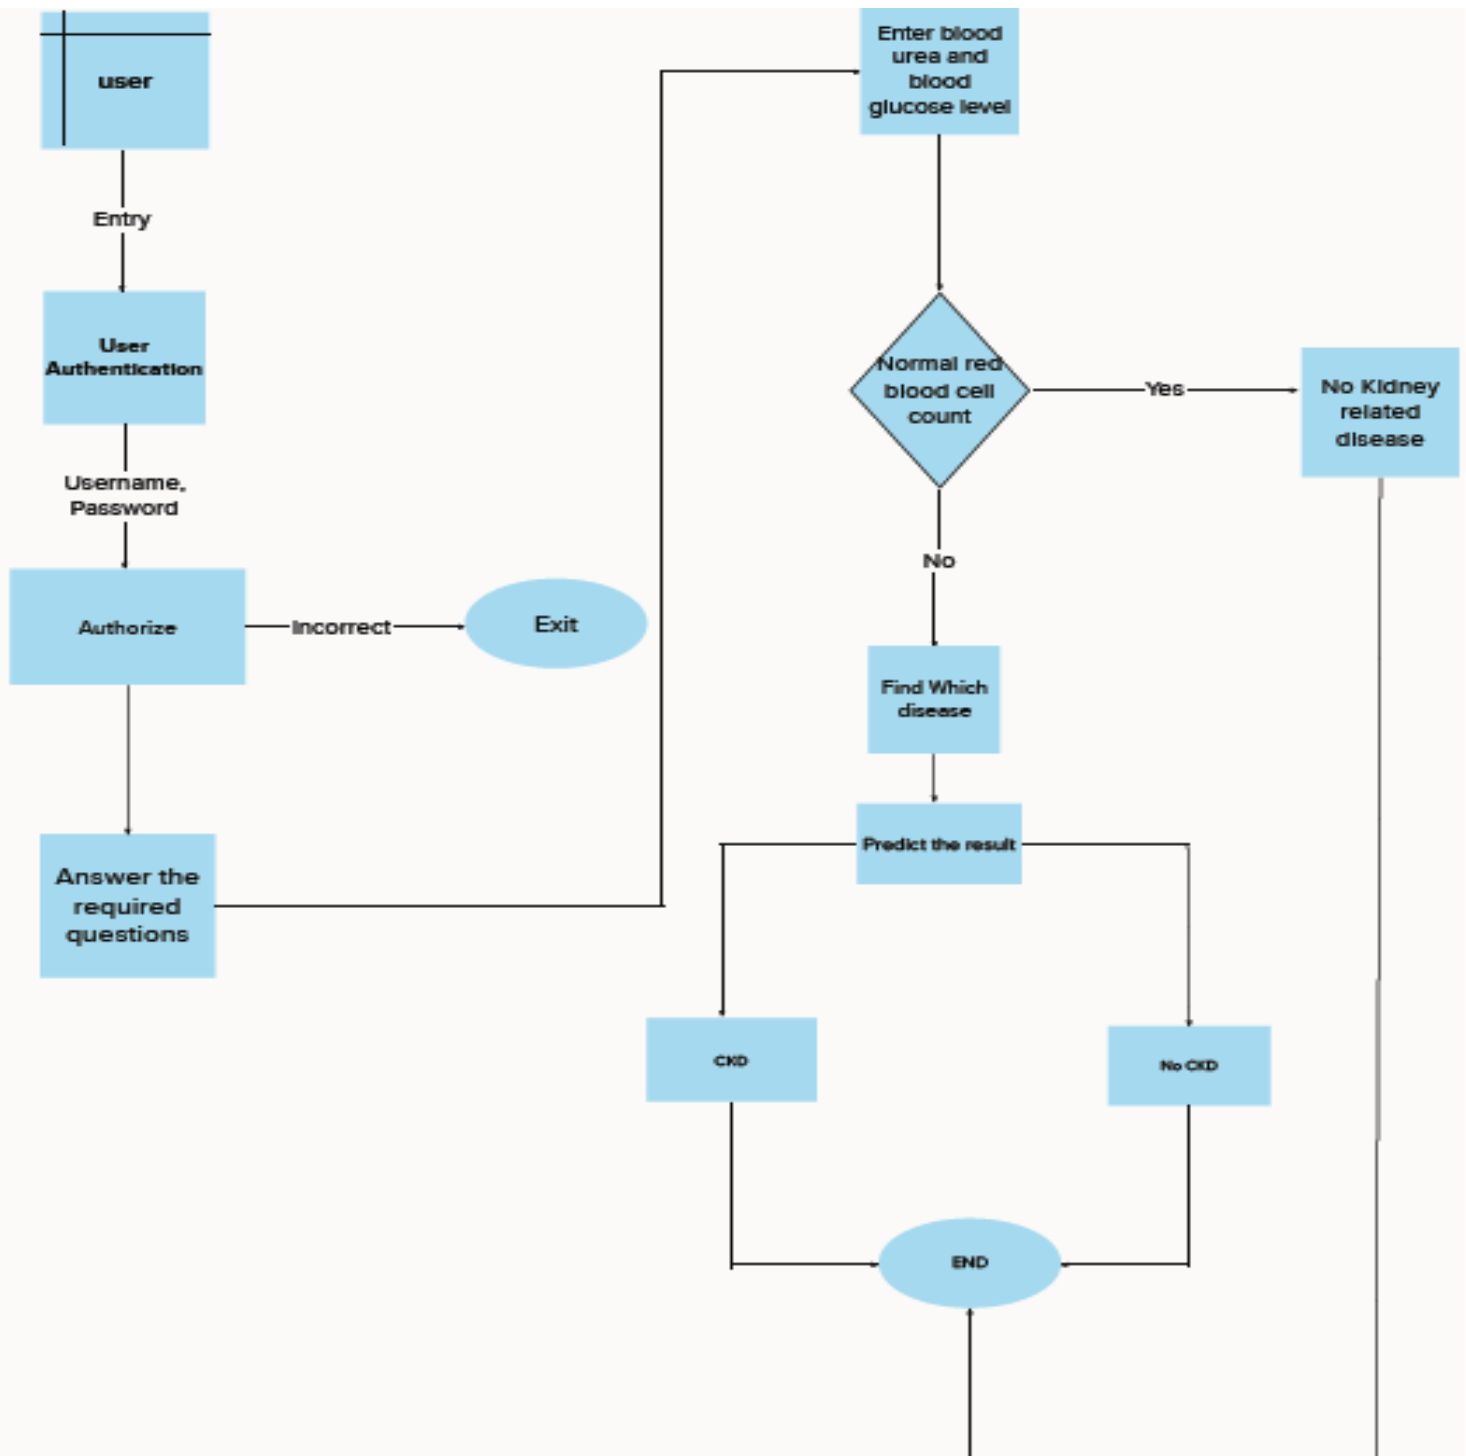 user
Entry
User
Authentication
Username,
Password
Authorize
Incorrect
Exit
Answer the
required
questions
Enter blood
urea and
blood
glucose level
Normal red
blood cell
count
Yes
No Kidney
related
disease
No
Find Which
disease
Predict the result
CKD
No CKD
END